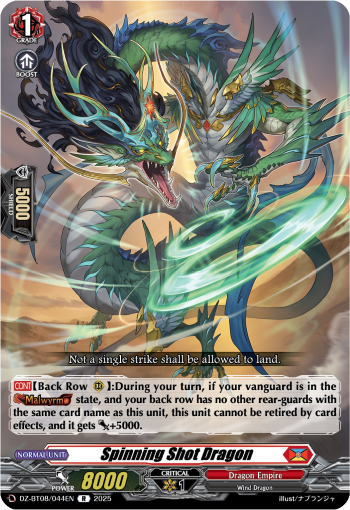 1
GRADE
BOOST
5000
SHIELD
Not a single strike shall be allowed to land.
CONT【Back Row RC】:During your turn, if your vanguard is in the
"Malwyrm" state, and your back row has no other rear-guards with
the same card name as this unit, this unit cannot be retired by card
effects, and it gets +5000.
NORMAL UNIT
Spinning Shot Dragon
POWER
8000
CRITICAL
1
Dragon Empire
Wind Dragon
DZ-BT08/044EN R 2025
illust/ナブランジャ